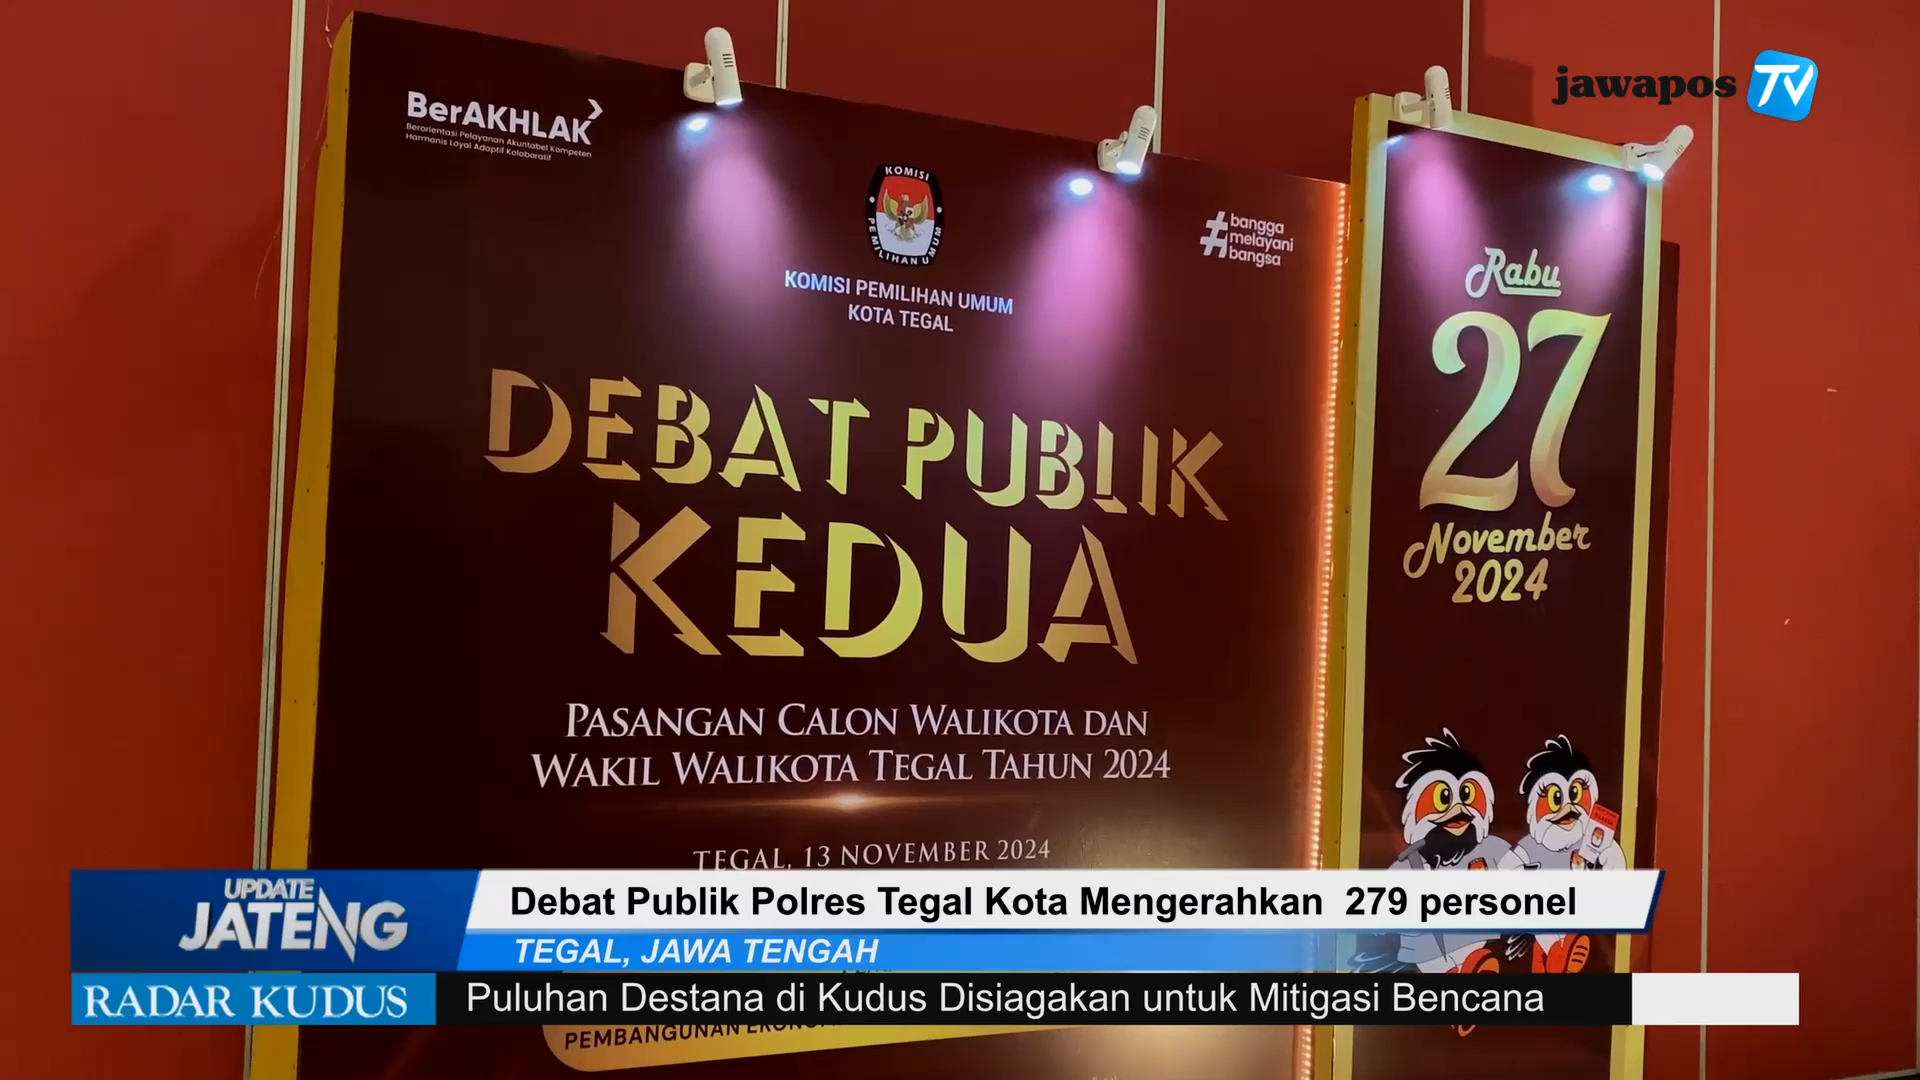 jawapos TV
BerAKHLAK
Berorientasi Pelayanan Akuntabel Kompeten
Harmonis Loyal Adaptif Kolaboratif
KOMISI
PEMILIHAN UMUM
#bangga
melayani
bangsa
KOMISI PEMILIHAN UMUM
KOTA TEGAL
DEBAT PUBLIK
KEDUA
PASANGAN CALON WALIKOTA DAN
WAKIL WALIKOTA TEGAL TAHUN 2024
TEGAL, 13 NOVEMBER 2024
Rabu
27
November
2024
UPDATE
JATENG
Debat Publik Polres Tegal Kota Mengerahkan  279 personel
TEGAL, JAWA TENGAH
RADAR KUDUS
Puluhan Destana di Kudus Disiagakan untuk Mitigasi Bencana
PEMBANGUNAN